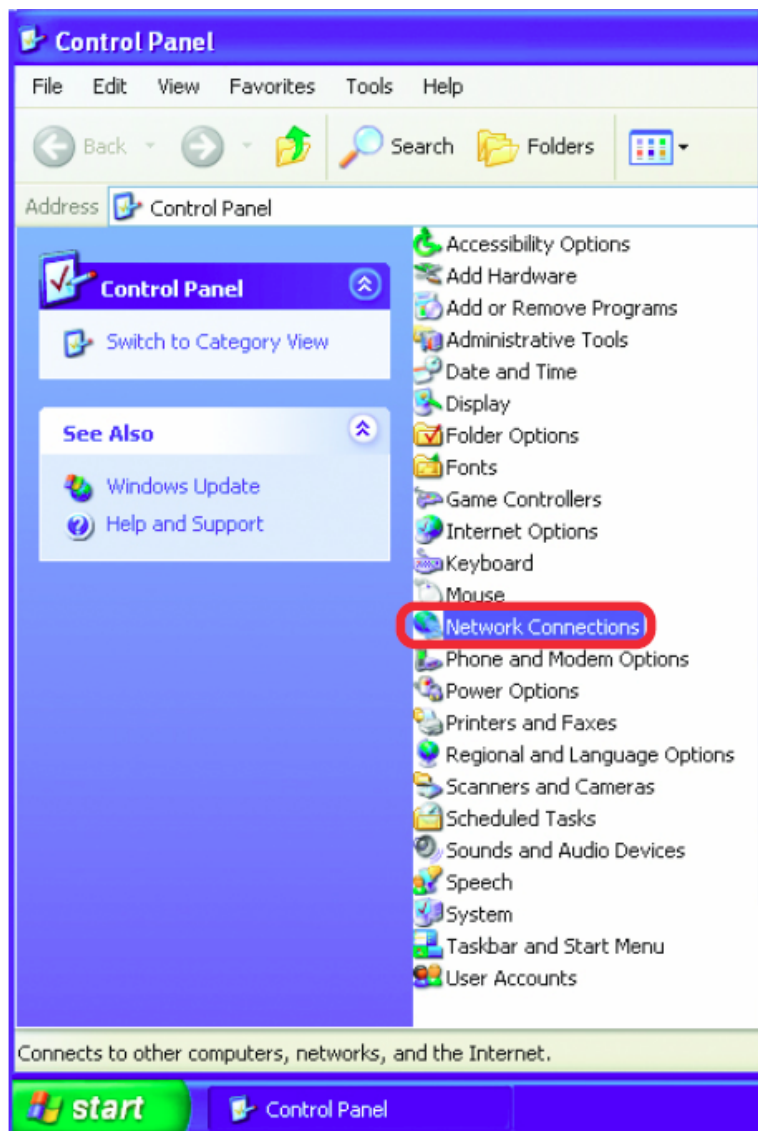 Control Panel
File Edit View Favorites Tools Help
Back Search Folders
Address Control Panel
Control Panel
Switch to Category View
See Also
Windows Update
Help and Support
Accessibility Options
Add Hardware
Add or Remove Programs
Administrative Tools
Date and Time
Display
Folder Options
Fonts
Game Controllers
Internet Options
Keyboard
Mouse
Network Connections
Phone and Modem Options
Power Options
Printers and Faxes
Regional and Language Options
Scanners and Cameras
Scheduled Tasks
Sounds and Audio Devices
Speech
System
Taskbar and Start Menu
User Accounts
Connects to other computers, networks, and the Internet.
start Control Panel